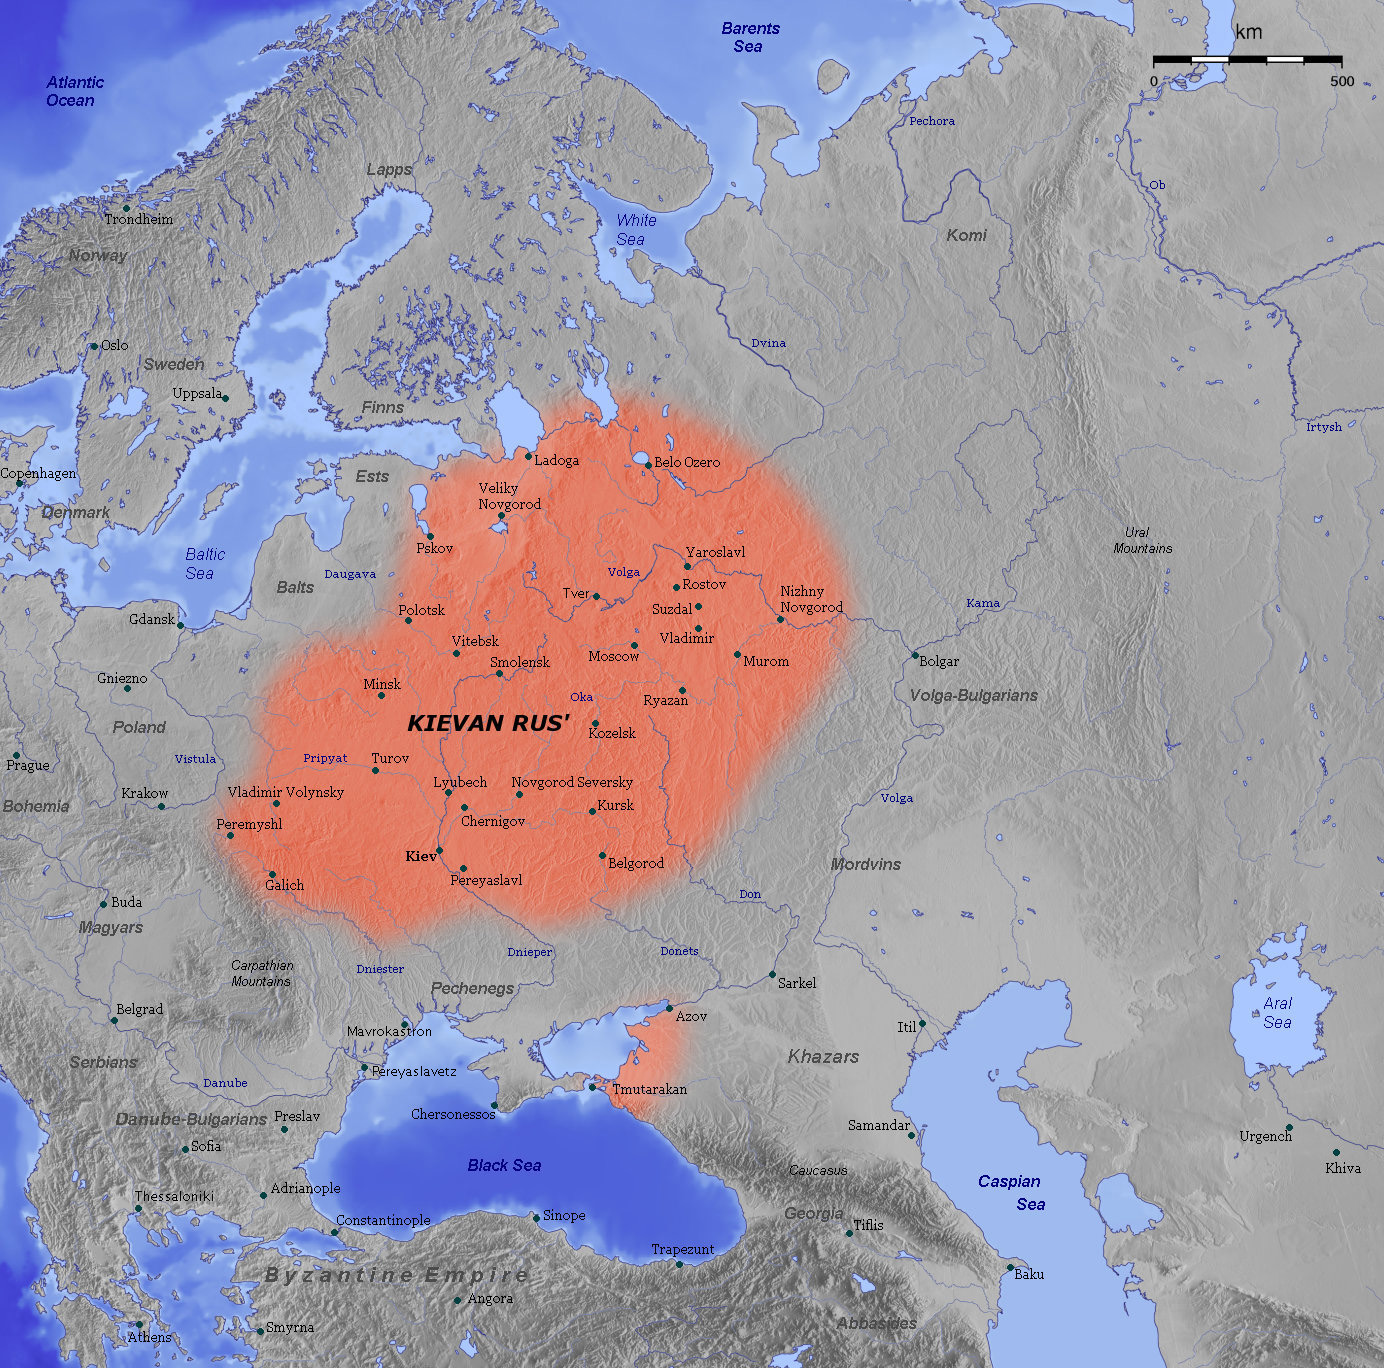 Barents
Sea
km
0
500
Atlantic
Ocean
Pechora
Lapps
Ob
Trondheim
White
Sea
Komi
Norway
Dvina
Oslo
Sweden
Uppsala
Finns
Irtysh
Ladoga
Belo Ozero
Copenhagen
Ests
Veliky
Novgorod
Denmark
Ural
Mountains
Pskov
Baltic
Sea
Yaroslavl
Daugava
Volga
Balts
Rostov
Tver
Nizhny
Novgorod
Suzdal
Kama
Polotsk
Gdansk
Vladimir
Vitebsk
Moscow
Smolensk
Murom
Bolgar
Gniezno
Minsk
Oka
Ryazan
Volga-Bulgarians
KIEVAN RUS'
Poland
Kozelsk
Vistula
Pripyat
Turov
Prague
Lyubech
Novgorod Seversky
Vladimir Volynsky
Krakow
Volga
Bohemia
Kursk
Peremyshl
Chernigov
Kiev
Belgorod
Mordvins
Galich
Pereyaslavl
Don
Buda
Magyars
Dnieper
Donets
Carpathian
Mountains
Dniester
Sarkel
Pechenegs
Aral
Sea
Belgrad
Azov
Itil
Mavrokastron
Khazars
Serbians
Pereyaslavetz
Danube
Tmutarakan
Chersonessos
Danube-Bulgarians
Preslav
Samandar
Urgench
Sofia
Black Sea
Caucasus
Khiva
Caspian
Sea
Adrianople
Thessaloniki
Georgia
Constantinople
Sinope
Tiflis
Trapezunt
Byzantine Empire
Baku
Angora
Abbasides
Smyrna
Athens